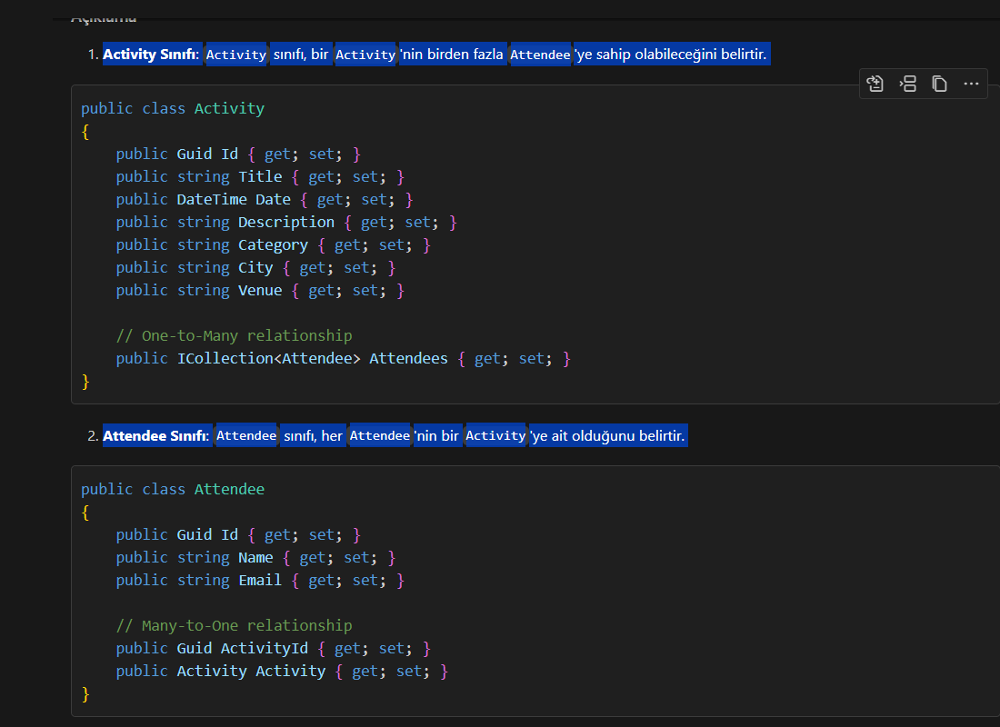 Açıklama
1. Activity Sınıfı: Activity sınıfı, bir Activity'nin birden fazla Attendee'ye sahip olabileceğini belirtir.
public class Activity
{
    public Guid Id { get; set; }
    public string Title { get; set; }
    public DateTime Date { get; set; }
    public string Description { get; set; }
    public string Category { get; set; }
    public string City { get; set; }
    public string Venue { get; set; }
    // One-to-Many relationship
    public ICollection<Attendee> Attendees { get; set; }
}
2. Attendee Sınıfı: Attendee sınıfı, her Attendee'nin bir Activity'ye ait olduğunu belirtir.
public class Attendee
{
    public Guid Id { get; set; }
    public string Name { get; set; }
    public string Email { get; set; }
    // Many-to-One relationship
    public Guid ActivityId { get; set; }
    public Activity Activity { get; set; }
}